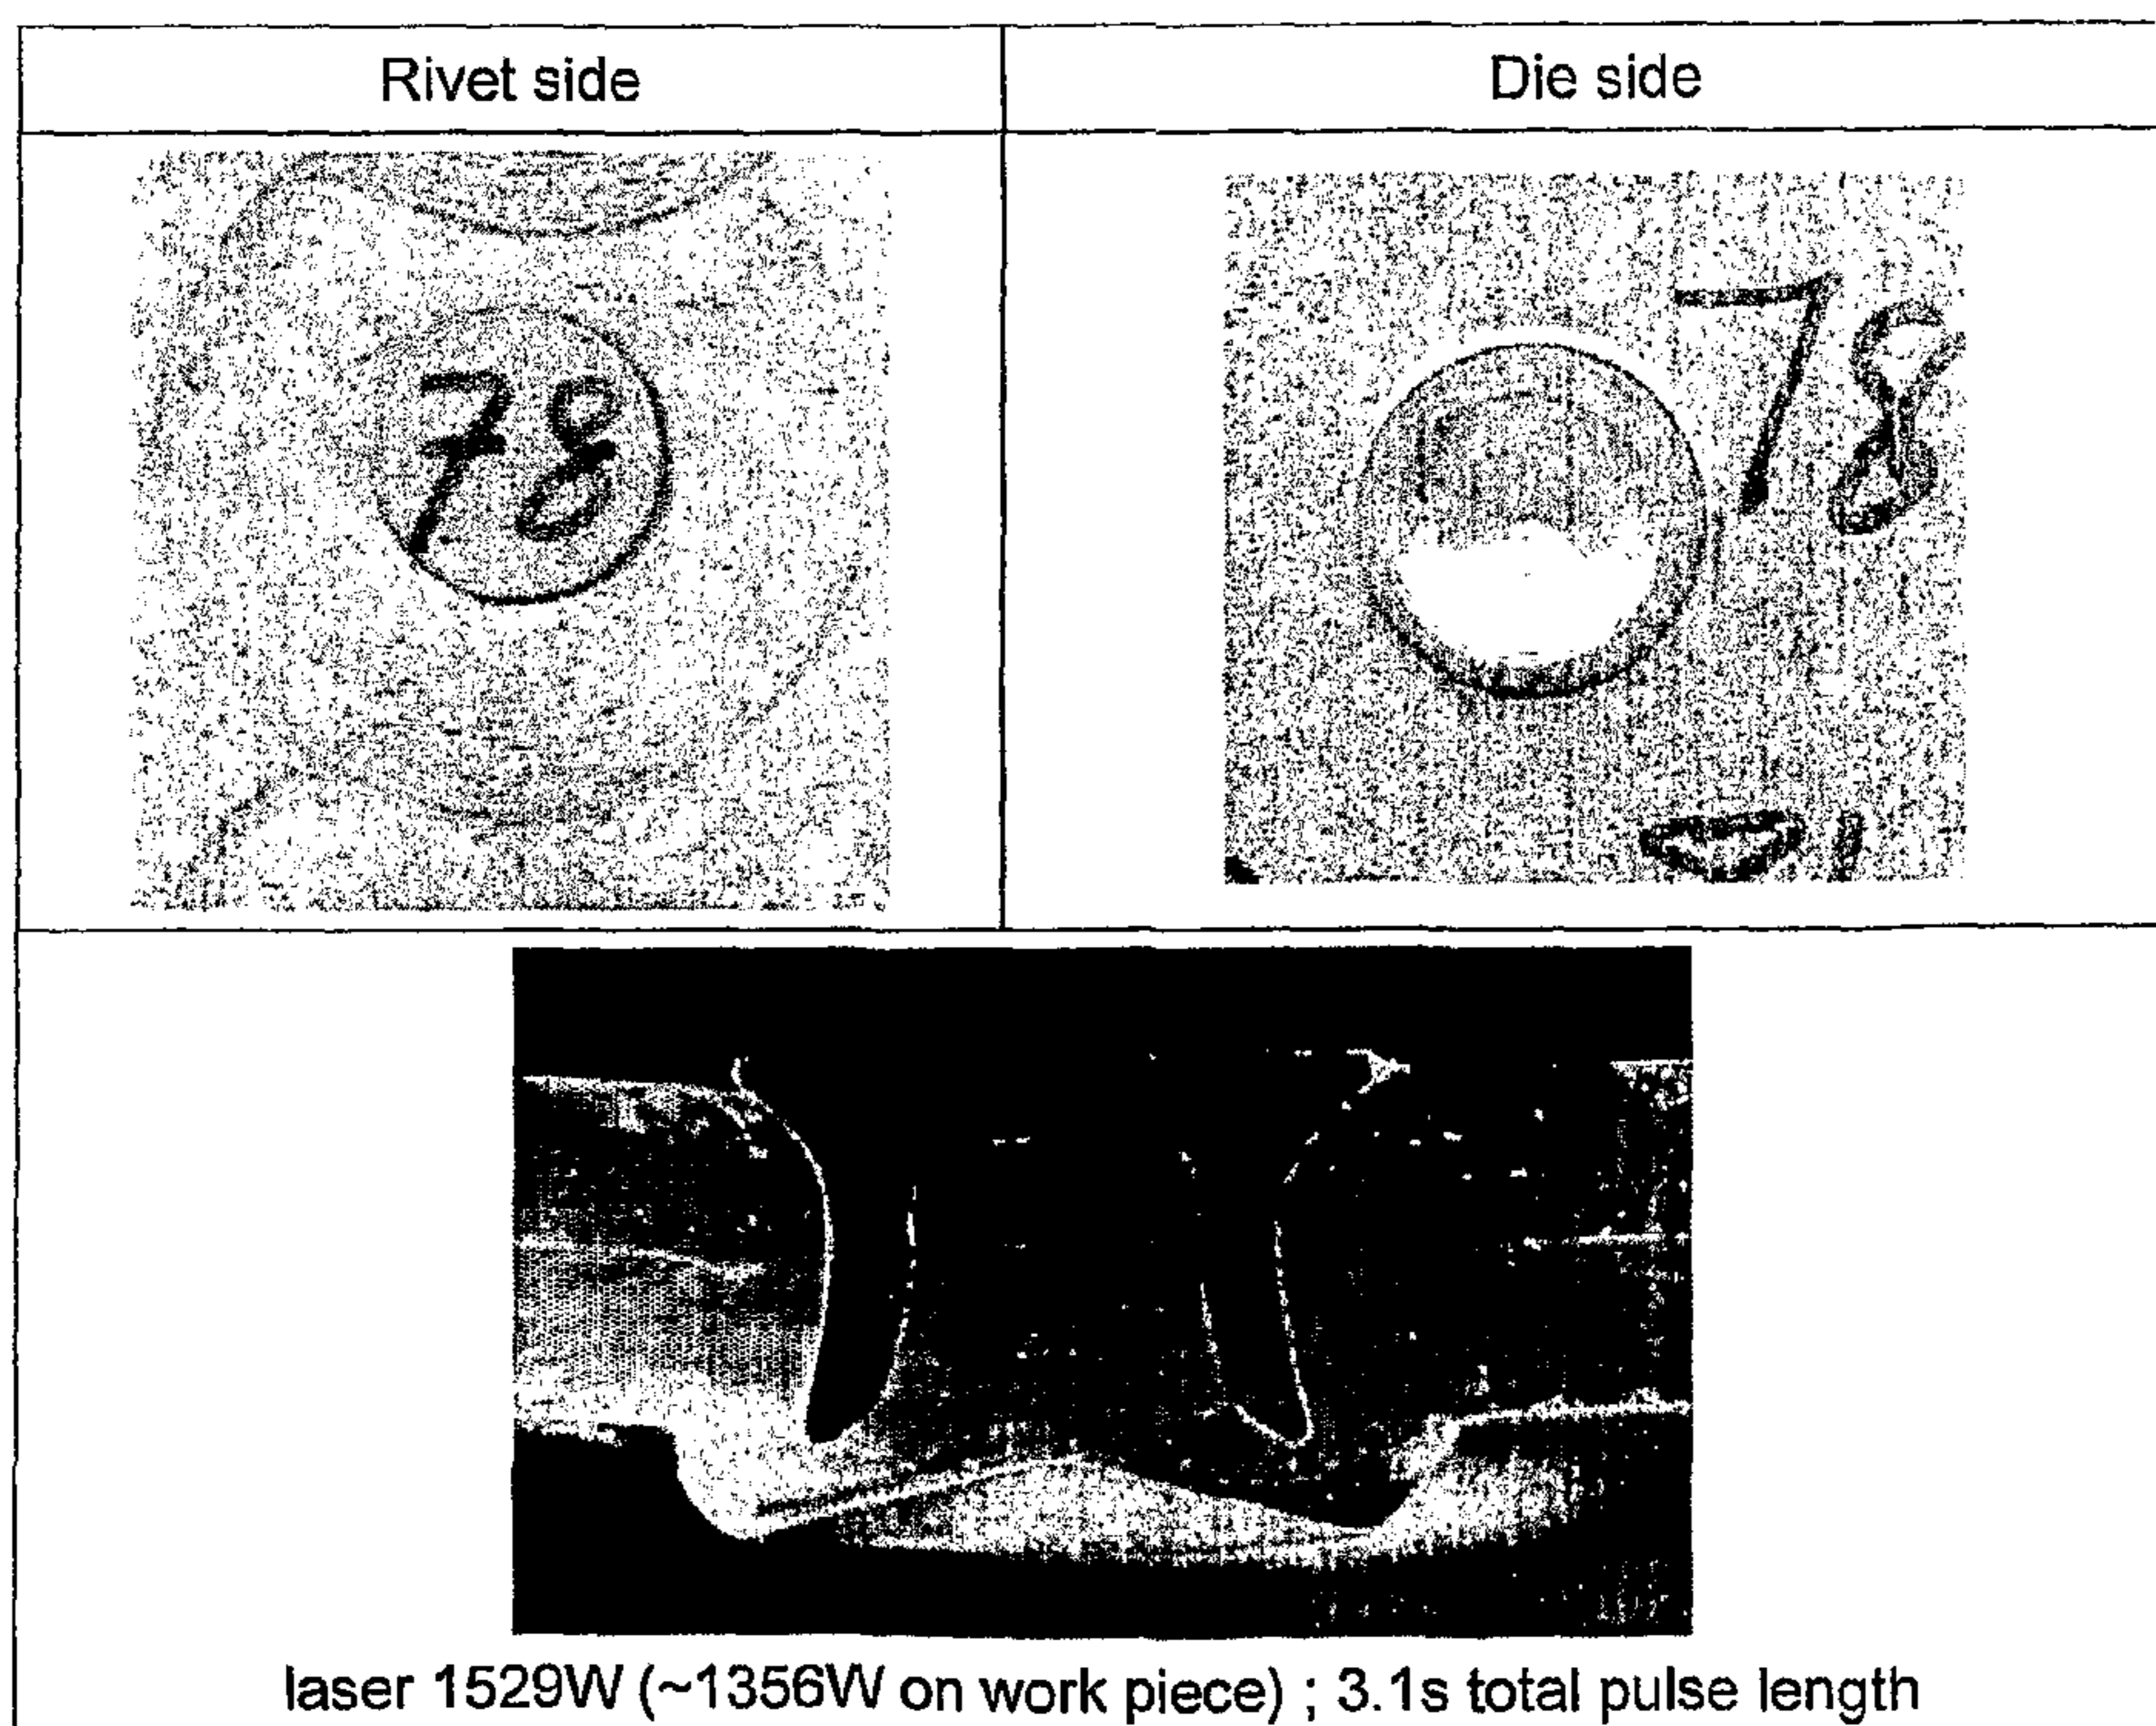 Rivet side
Die side
78
78
laser 1529W (~1356W on work piece) ; 3.1s total pulse length